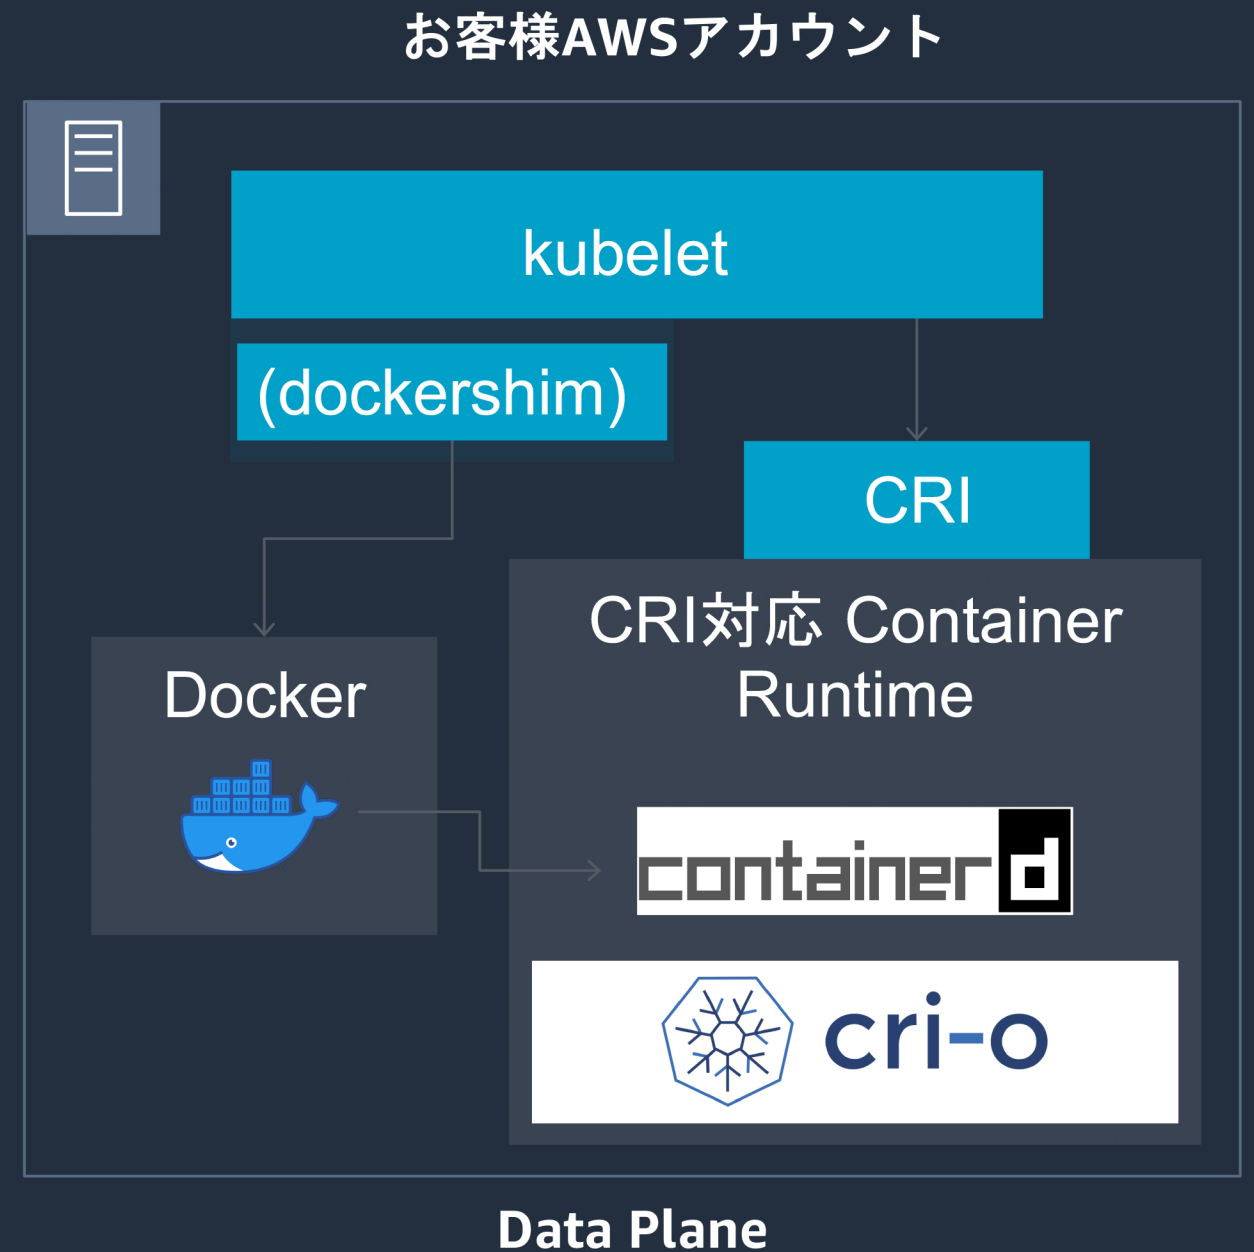 お客様AWSアカウント
kubelet
(dockershim)
CRI
CRI対応 Container
Runtime
Docker
containerd
cri-o
Data Plane